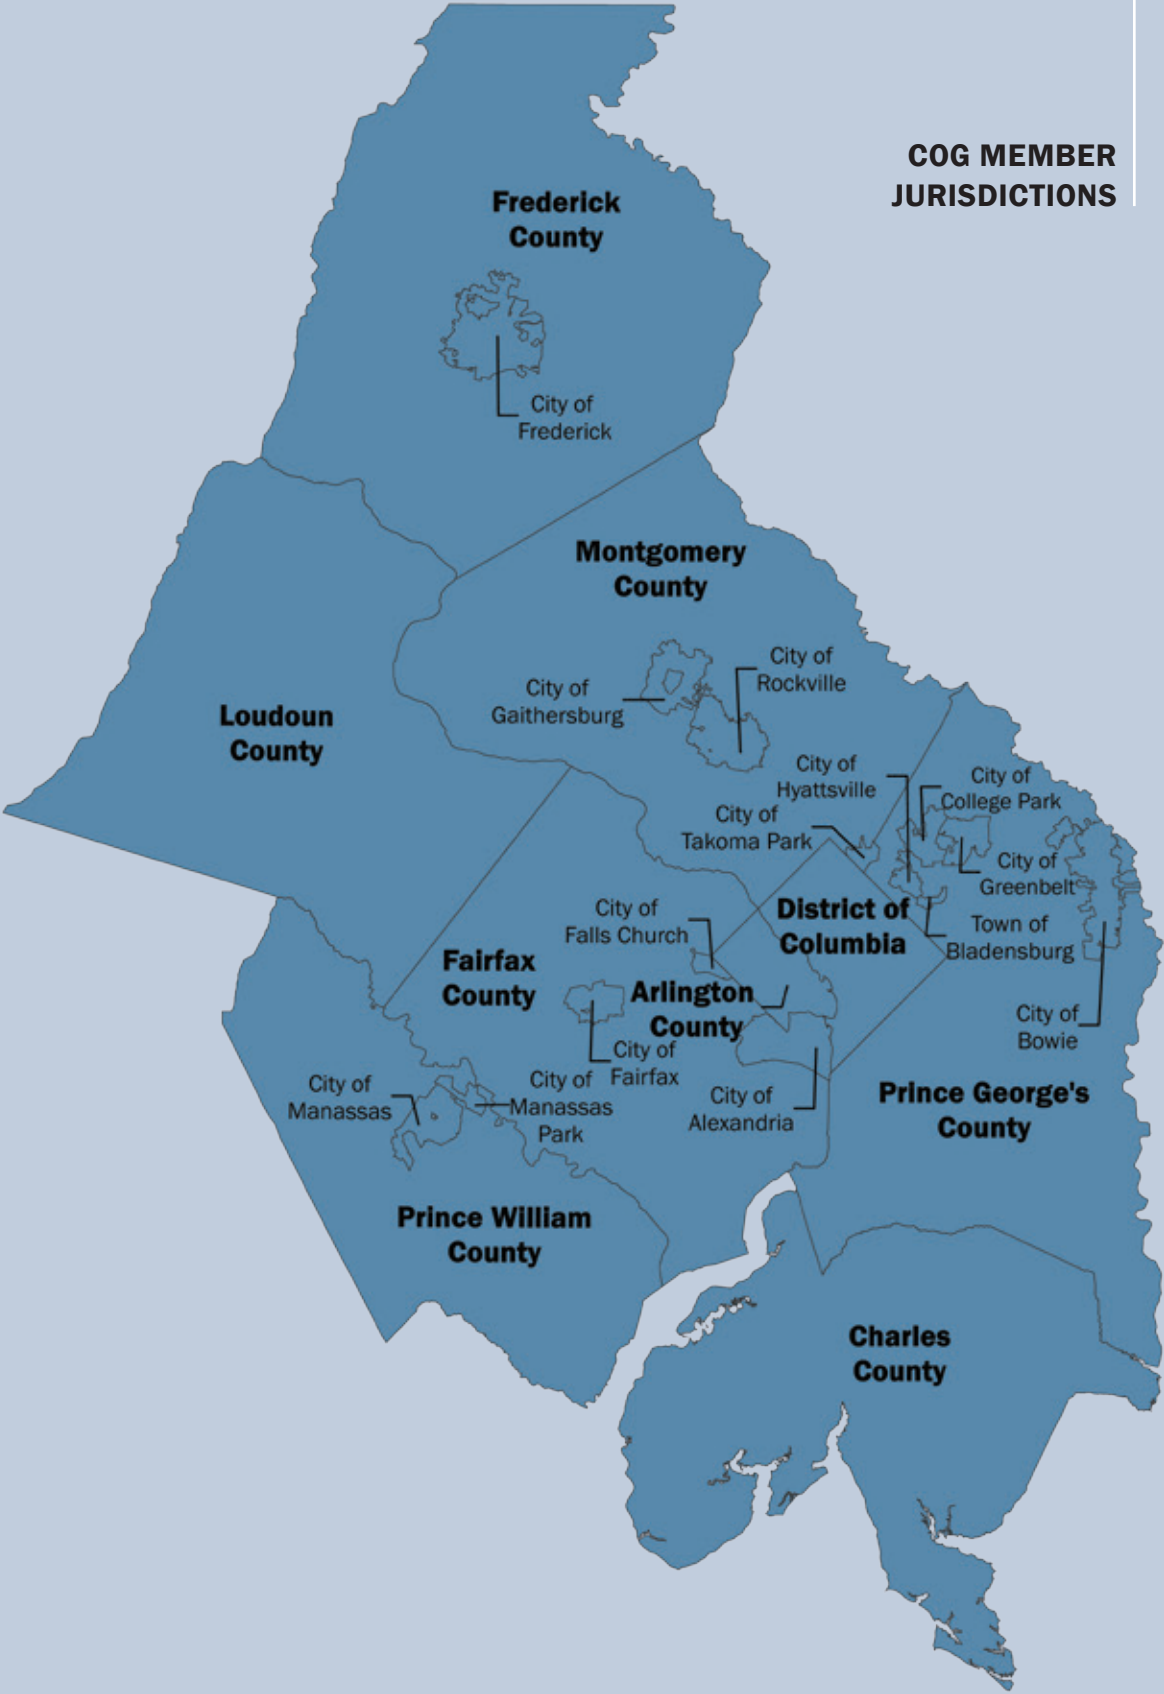 COG MEMBER
JURISDICTIONS
Frederick
County
City of
Frederick
Montgomery
County
City of
Rockville
City of
Gaithersburg
Loudoun
County
City of
Hyattsville
City of
College Park
City of
Takoma Park
City of
Greenbelt
City of
Falls Church
District of
Columbia
Town of
Bladensburg
Fairfax
County
Arlington
County
City of
Bowie
City of
Fairfax
City of
Manassas
City of
Manassas
Park
City of
Alexandria
Prince George's
County
Prince William
County
Charles
County